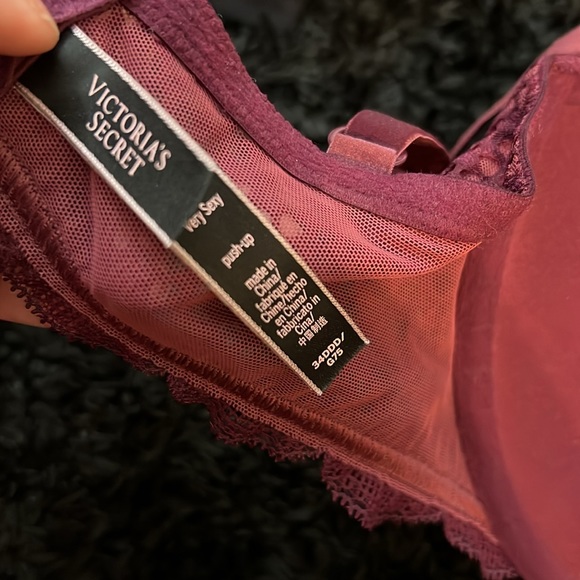 VICTORIA'S
SECRET
Very Sexy
push-up
made in
China/
fabriqué en
Chine/hecho
en China/
fabbricato in
Cina/
中国制造
34DDD/
G75